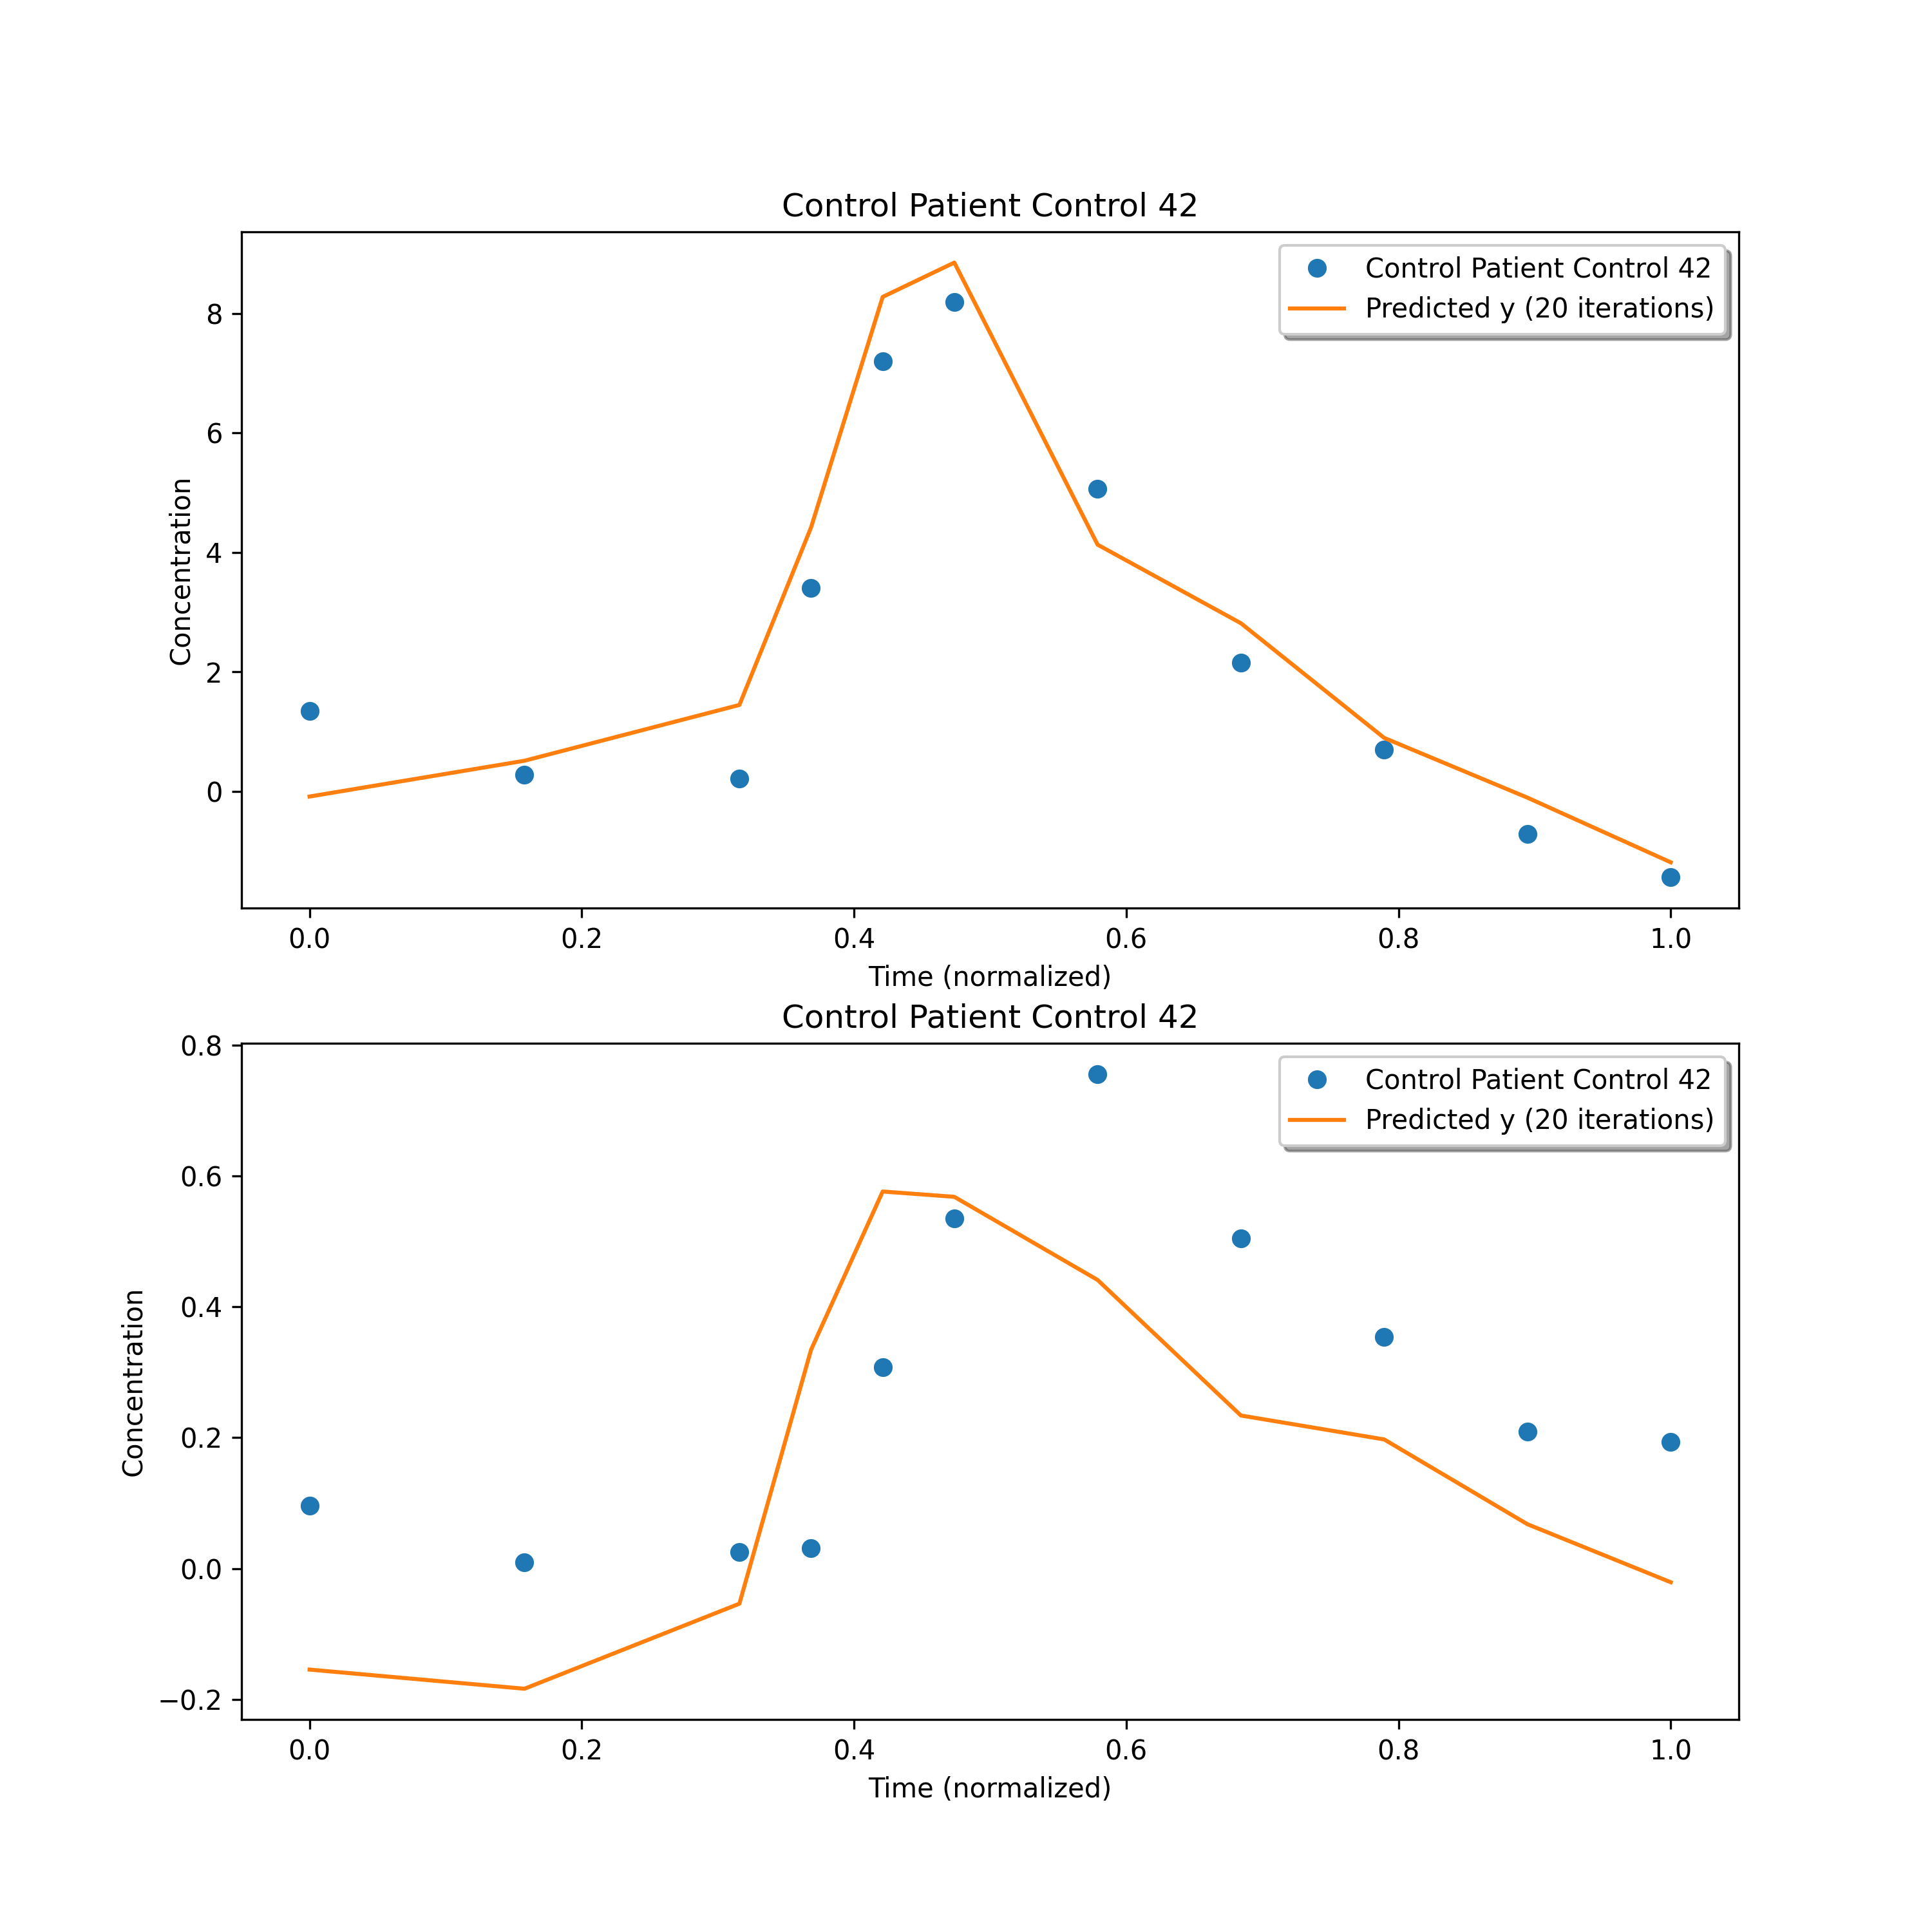 Control Patient Control 42
Control Patient Control 42
Predicted y (20 iterations)
8
6
4
2
0
Concentration
0.0 0.2 0.4 0.6 0.8 1.0
Time (normalized)
Control Patient Control 42
Control Patient Control 42
Predicted y (20 iterations)
0.8
0.6
0.4
0.2
0.0
−0.2
Concentration
0.0 0.2 0.4 0.6 0.8 1.0
Time (normalized)